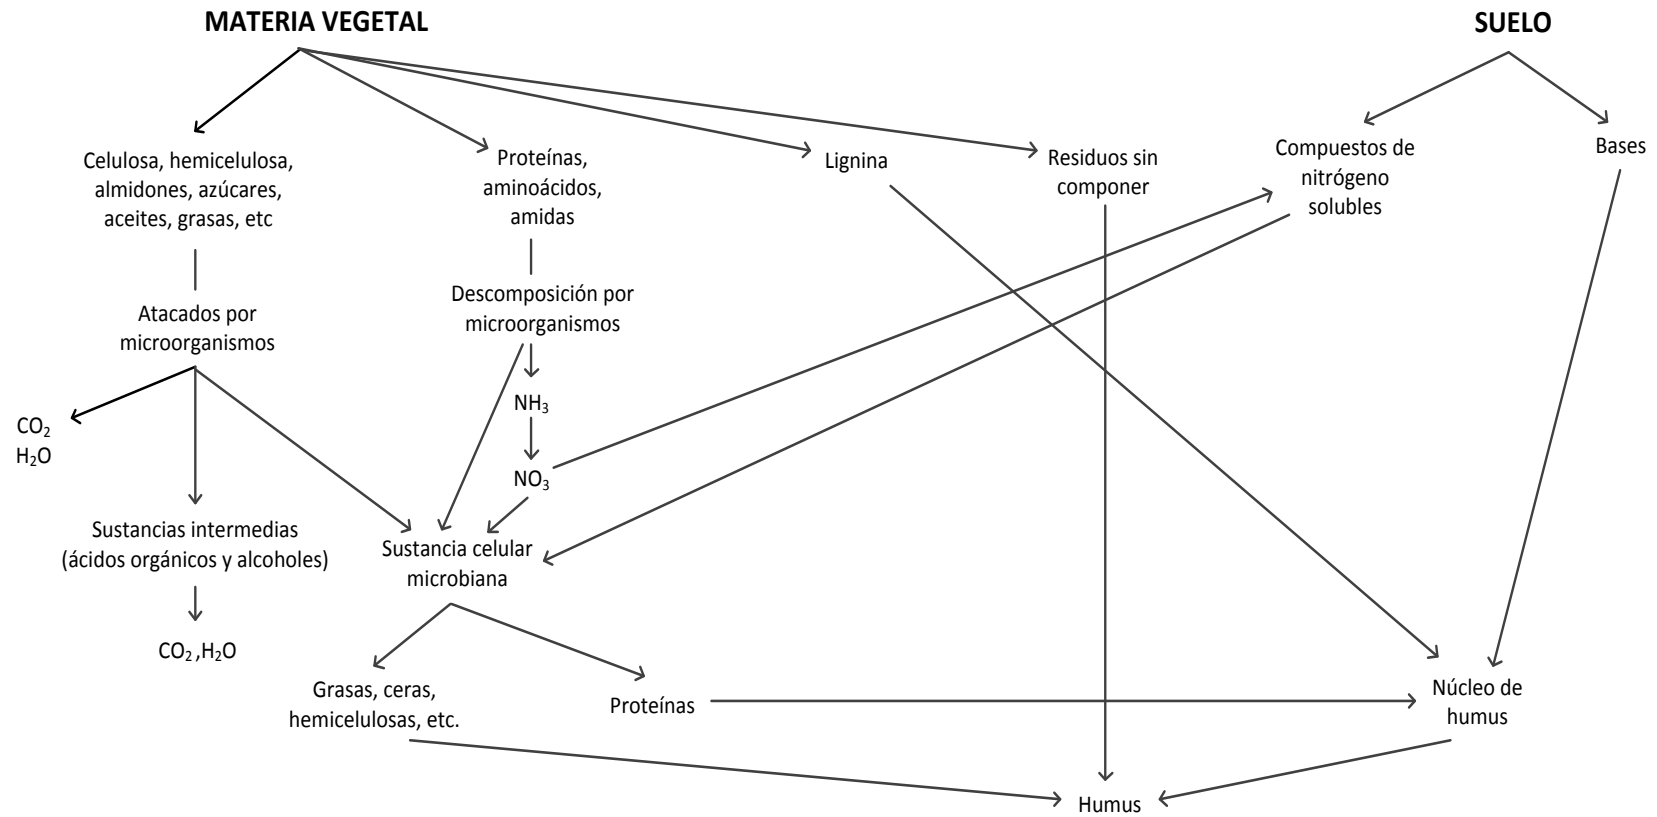 MATERIA VEGETAL
SUELO
Celulosa, hemicelulosa,
almidones, azúcares,
aceites, grasas, etc
Proteínas,
aminoácidos,
amidas
Lignina
Residuos sin
componer
Compuestos de
nitrógeno
solubles
Bases
Atacados por
microorganismos
Descomposición por
microorganismos
CO₂
H₂O
NH₃
NO₃
Sustancias intermedias
(ácidos orgánicos y alcoholes)
Sustancia celular
microbiana
CO₂ ,H₂O
Grasas, ceras,
hemicelulosas, etc.
Proteínas
Núcleo de
humus
Humus